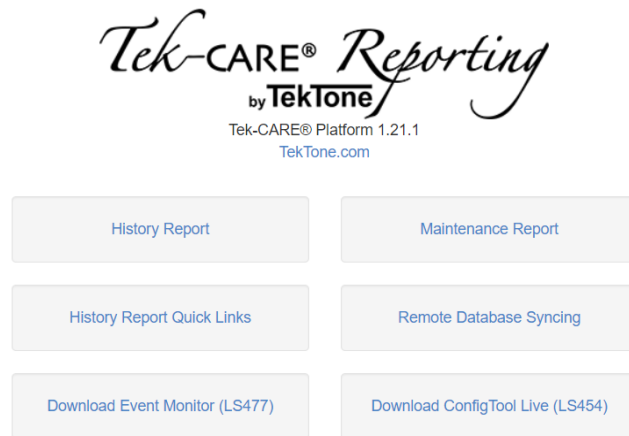 Tek-CARE® Reporting
by TekTone
Tek-CARE® Platform 1.21.1
TekTone.com
History Report
Maintenance Report
History Report Quick Links
Remote Database Syncing
Download Event Monitor (LS477)
Download ConfigTool Live (LS454)